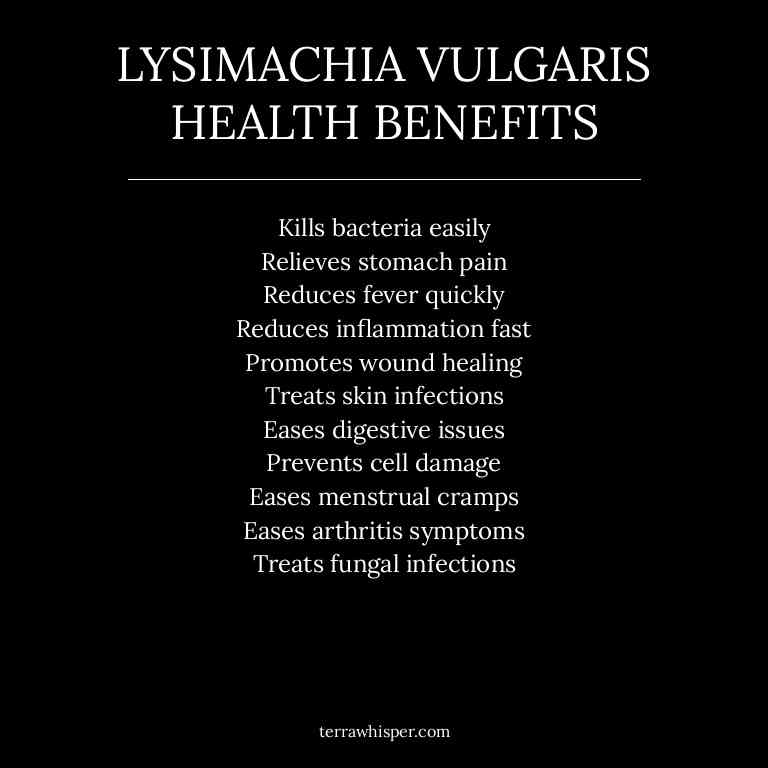 LYSIMACHIA VULGARIS
HEALTH BENEFITS
Kills bacteria easily
Relieves stomach pain
Reduces fever quickly
Reduces inflammation fast
Promotes wound healing
Treats skin infections
Eases digestive issues
Prevents cell damage
Eases menstrual cramps
Eases arthritis symptoms
Treats fungal infections
terrawhisper.com